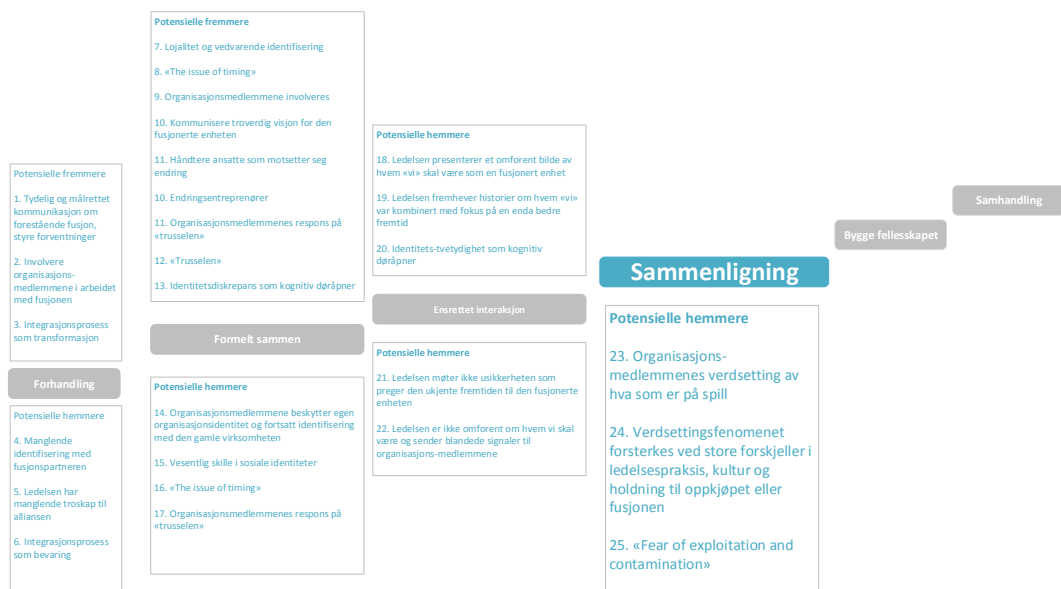 Potensielle fremmere
1. Tydelig og målrettet
kommunikasjon om
forestående fusjon,
styre forventninger
2. Involvere
organisasjons-
medlemmene i arbeidet
med fusjonen
3. Integrasjonsprosess
som transformasjon
Forhandling
Potensielle hemmere
4. Manglende
identifisering med
fusjonspartneren
5. Ledelsen har
manglende troskap til
alliansen
6. Integrasjonsprosess
som bevaring
Potensielle fremmere
7. Lojalitet og vedvarende identifisering
8. «The issue of timing»
9. Organisasjonsmedlemmene involveres
10. Kommunisere troverdig visjon for den
fusjonerte enheten
11. Håndtere ansatte som motsetter seg
endring
10. Endringsentreprenører
11. Organisasjonsmedlemmenes respons på
«trusselen»
12. «Trusselen»
13. Identitetsdiskrepans som kognitiv døråpner
Formelt sammen
Potensielle hemmere
14. Organisasjonsmedlemmene beskytter egen
organisasjonsidentitet og fortsatt identifisering
med den gamle virksomheten
15. Vesentlig skille i sosiale identiteter
16. «The issue of timing»
17. Organisasjonsmedlemmenes respons på
«trusselen»
Potensielle hemmere
18. Ledelsen presenterer et omforent bilde av
hvem «vi» skal være som en fusjonert enhet
19. Ledelsen fremhever historier om hvem «vi»
var kombinert med fokus på en enda bedre
fremtid
20. Identitets-tvetydighet som kognitiv
døråpner
Ensrettet interaksjon
Potensielle hemmere
21. Ledelsen møter ikke usikkerheten som
preger den ukjente fremtiden til den fusjonerte
enheten
22. Ledelsen er ikke omforent om hvem vi skal
være og sender blandede signaler til
organisasjons-medlemmene
Sammenligning
Potensielle hemmere
23. Organisasjons-
medlemmenes verdsetting av
hva som er på spill
24. Verdsettingsfenomenet
forsterkes ved store forskjeller i
ledelsespraksis, kultur og
holdning til oppkjøpet eller
fusjonen
25. «Fear of exploitation and
contamination»
Bygge fellesskapet
Samhandling